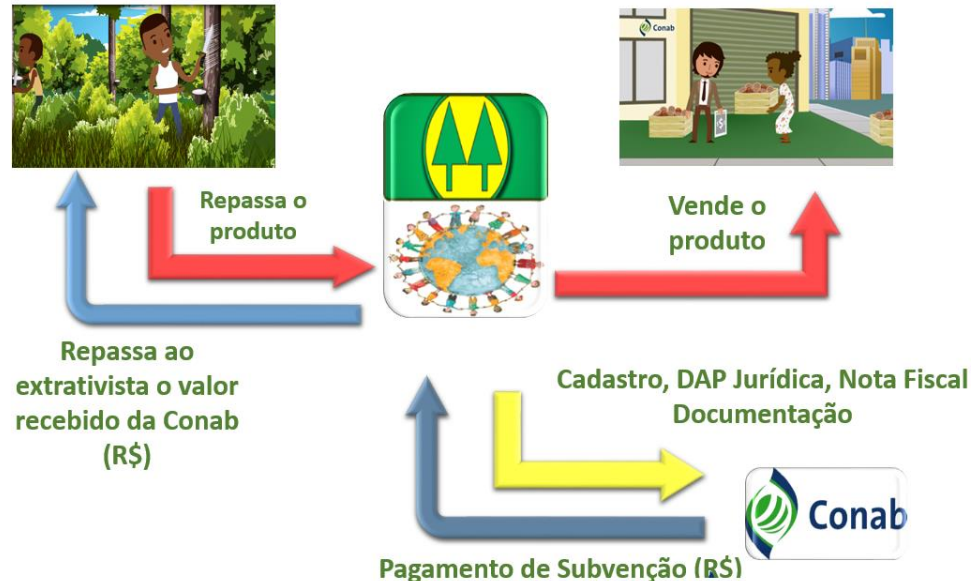 Conab
Repassa o
produto
Vende o
produto
Repassa ao
extrativista o valor
recebido da Conab
(R$)
Cadastro, DAP Jurídica, Nota Fiscal
Documentação
Conab
Pagamento de Subvenção (R$)